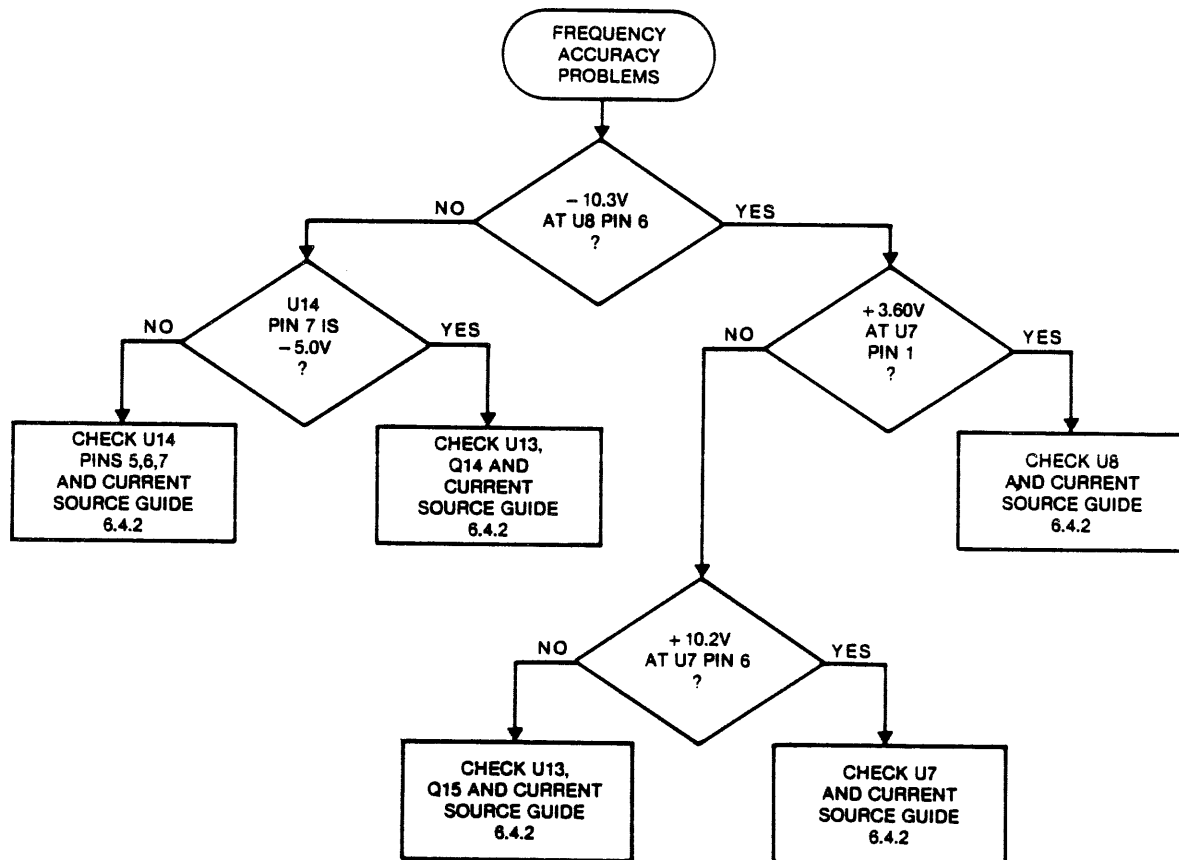 FREQUENCY
ACCURACY
PROBLEMS
– 10.3V
AT U8 PIN 6
?
NO
YES
U14
PIN 7 IS
– 5.0V
?
NO
YES
+ 3.60V
AT U7
PIN 1
?
NO
YES
CHECK U14
PINS 5,6,7
AND CURRENT
SOURCE GUIDE
6.4.2
CHECK U13,
Q14 AND
CURRENT
SOURCE GUIDE
6.4.2
CHECK U8
AND CURRENT
SOURCE GUIDE
6.4.2
+ 10.2V
AT U7 PIN 6
?
NO
YES
CHECK U13,
Q15 AND CURRENT
SOURCE GUIDE
6.4.2
CHECK U7
AND CURRENT
SOURCE GUIDE
6.4.2